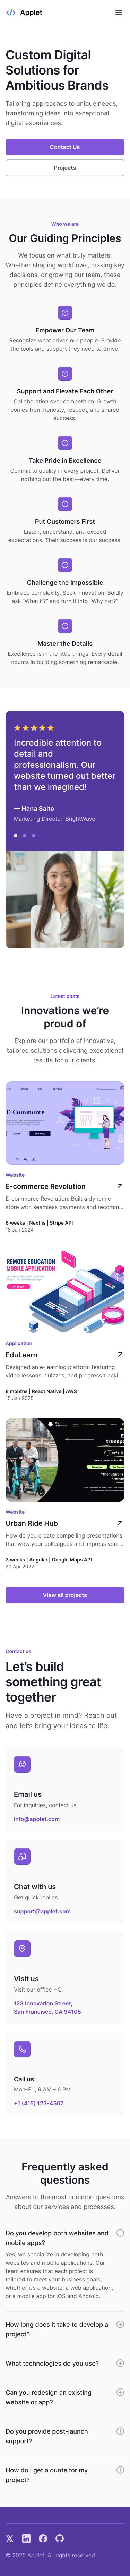 Applet
Custom Digital
Solutions for
Ambitious Brands
Tailoring approaches to unique needs,
transforming ideas into exceptional
digital experiences.
Contact Us
Projects
Who we are
Our Guiding Principles
We focus on what truly matters.
Whether shaping workflows, making key
decisions, or growing our team, these
principles define everything we do.
Empower Our Team
Recognize what drives our people. Provide
the tools and support they need to thrive.
Support and Elevate Each Other
Collaboration over competition. Growth
comes from honesty, respect, and shared
success.
Take Pride in Excellence
Commit to quality in every project. Deliver
nothing but the best—every time.
Put Customers First
Listen, understand, and exceed
expectations. Their success is our success.
Challenge the Impossible
Embrace complexity. Seek innovation. Boldly
ask “What if?” and turn it into “Why not?”
Master the Details
Excellence is in the little things. Every detail
counts in building something remarkable.
Incredible attention to
detail and
professionalism. Our
website turned out better
than we imagined!
— Hana Saito
Marketing Director, BrightWave
Latest posts
Innovations we’re
proud of
Explore our portfolio of innovative,
tailored solutions delivering exceptional
results for our clients.
E-Commerce
Website
E-commerce Revolution
E-commerce Revolution: Built a dynamic
store with seamless payments and recomm...
6 weeks | Next.js | Stripe API
18 Jan 2024
REMOTE EDUCATION
MOBILE APPLICATION
Application
EduLearn
Designed an e-learning platform featuring
video lessons, quizzes, and progress tracki...
8 months | React Native | AWS
15 Jan 2025
Website
Urban Ride Hub
How do you create compelling presentations
that wow your colleagues and impress your...
3 weeks | Angular | Google Maps API
20 Apr 2022
View all projects
Contact us
Let’s build
something great
together
Have a project in mind? Reach out,
and let’s bring your ideas to life.
Email us
For inquiries, contact us.
info@applet.com
Chat with us
Get quick replies.
support@applet.com
Visit us
Visit our office HQ.
123 Innovation Street,
San Francisco, CA 94105
Call us
Mon–Fri, 9 AM – 6 PM.
+1 (415) 123-4567
Frequently asked
questions
Answers to the most common questions
about our services and processes.
Do you develop both websites and
mobile apps?
Yes, we specialize in developing both
websites and mobile applications. Our
team ensures that each project is
tailored to meet your business goals,
whether it’s a website, a web application,
or a mobile app for iOS and Android.
How long does it take to develop a
project?
What technologies do you use?
Can you redesign an existing
website or app?
Do you provide post-launch
support?
How do I get a quote for my
project?
© 2025 Applet. All rights reserved.